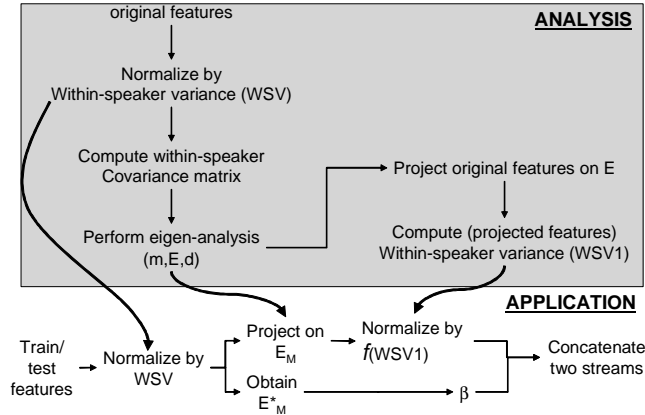 original features
ANALYSIS
Normalize by
Within-speaker variance (WSV)
Compute within-speaker
Covariance matrix
Project original features on E
Perform eigen-analysis
(m,E,d)
Compute (projected features)
Within-speaker variance (WSV1)
APPLICATION
Train/
test
features
Normalize by
WSV
Project on
E_M
Normalize by
f(WSV1)
Obtain
E*_M
β
Concatenate
two streams